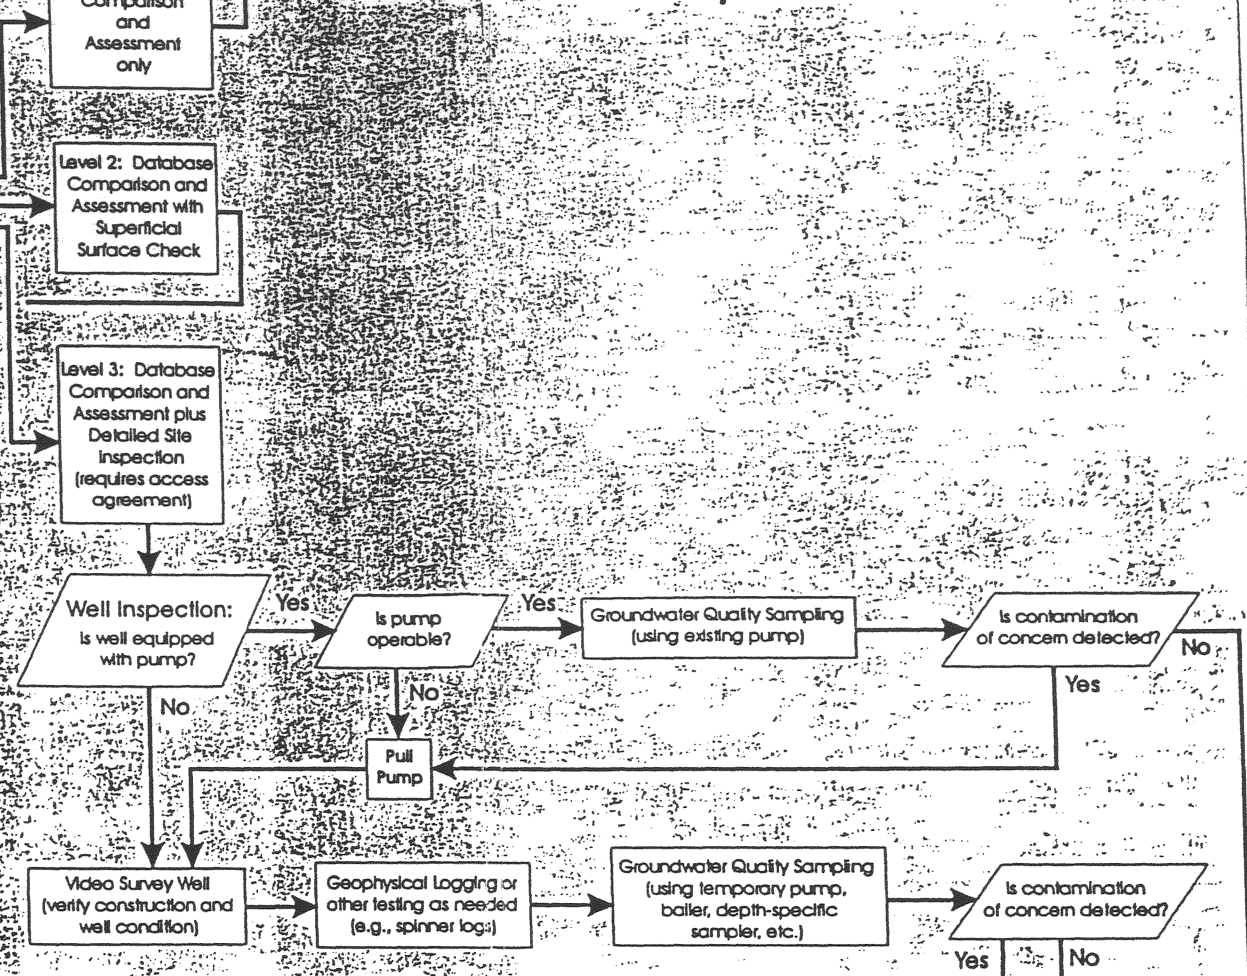 Comparison
and
Assessment
only
Level 2: Database
Comparison and
Assessment with
Superficial
Surface Check
Level 3: Database
Comparison and
Assessment plus
Detailed Site
Inspection
(requires access
agreement)
Well Inspection:
Is well equipped
with pump?
Yes
Is pump
operable?
Yes
Groundwater Quality Sampling
(using existing pump)
Is contamination
of concern detected?
No
Yes
No
No
Pull
Pump
Video Survey Well
(verify construction and
well condition)
Geophysical Logging or
other testing as needed
(e.g., spinner logs)
Groundwater Quality Sampling
(using temporary pump,
bailer, depth-specific
sampler, etc.)
Is contamination
of concern detected?
Yes
No